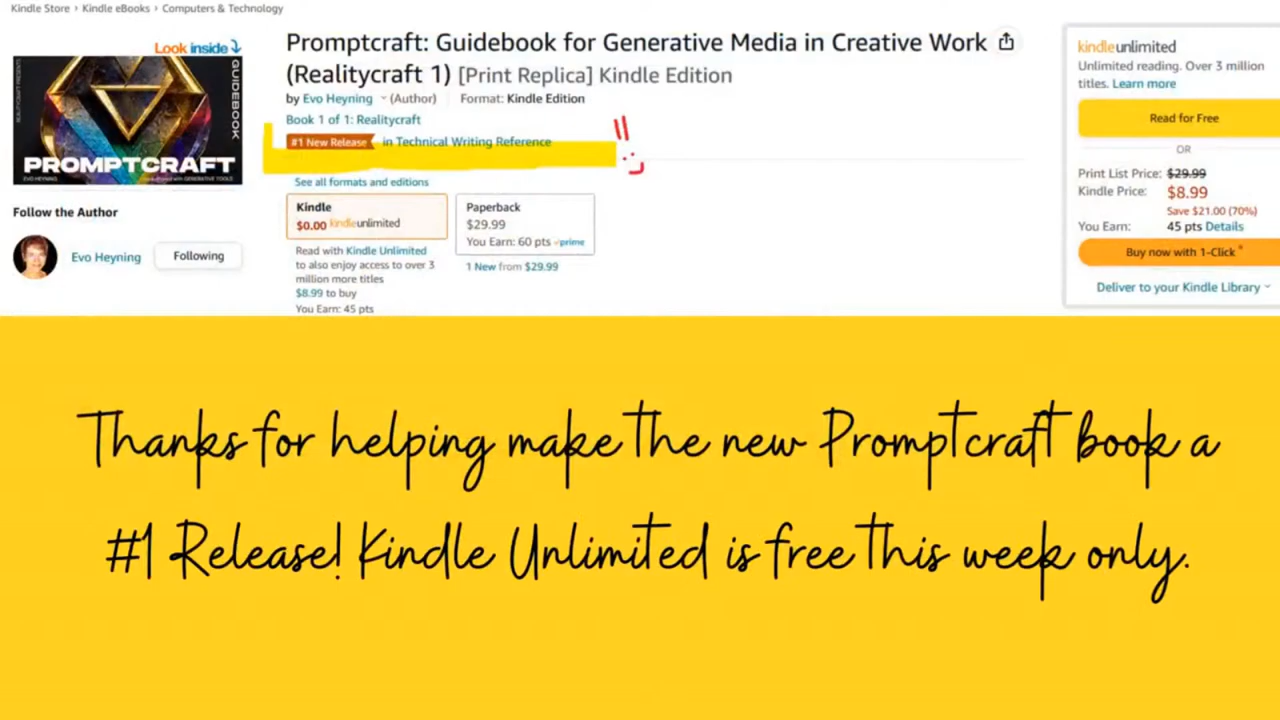 Kindle Store › Kindle eBooks › Computers & Technology
Look inside
REALITYCRAFT PRESENTS
GUIDEBOOK
PROMPTCRAFT
EVO HEYNING
GENERATIVE TOOLS
Follow the Author
Evo Heyning
Following
Promptcraft: Guidebook for Generative Media in Creative Work
(Realitycraft 1) [Print Replica] Kindle Edition
by Evo Heyning (Author) Format: Kindle Edition
Book 1 of 1: Realitycraft
#1 New Release in Technical Writing Reference
!!
See all formats and editions
Kindle
$0.00 kindleunlimited
Read with Kindle Unlimited
to also enjoy access to over 3
million more titles
$8.99 to buy
You Earn: 45 pts
Paperback
$29.99
You Earn: 60 pts prime
1 New from $29.99
kindleunlimited
Unlimited reading. Over 3 million
titles. Learn more
Read for Free
OR
Print List Price: $29.99
Kindle Price: $8.99
Save $21.00 (70%)
You Earn: 45 pts Details
Buy now with 1-Click ®
Deliver to your Kindle Library
Thanks for helping make the new Promptcraft book a
#1 Release! Kindle Unlimited is free this week only.